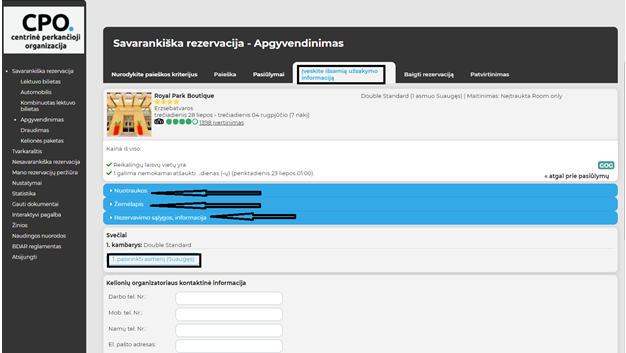 CPO.
centrinė perkančioji
organizacija
Savarankiška rezervacija
Lėktuvo bilietas
Automobilis
Kombinuotas lėktuvo
bilietas
Apgyvendinimas
Draudimas
Kelionės paketas
Tvarkaraštis
Nesavarankiška rezervacija
Mano rezervacijų peržiūra
Nustatymai
Statistika
Gauti dokumentai
Interaktyvi pagalba
Žinios
Naudingos nuorodos
BDAR reglamentas
Atsijungti
Savarankiška rezervacija - Apgyvendinimas
Nurodykite paieškos kriterijus
Paieška
Pasiūlymai
Įveskite išsamią užsakymo
informaciją
Baigti rezervaciją
Patvirtinimas
Royal Park Boutique
Double Standard (1 asmuo Suaugęs) | Maitinimas: Neįtraukta Room only
Erzsebatvaros
trečiadienis 28 liepos - trečiadienis 04 rugpjūčio (7 nakį)
1398 įvertinimas
Kaina iš viso:
Reikalingų laisvų vietų yra.
GOG
1 galima nemokamai atšaukti ...dienas (-ų) (penktadienis 23 liepos 01:00).
« atgal prie pasiūlymų
Nuotraukos
Žemėlapis
Rezervavimo sąlygos, informacija
Svečiai
1. kambarys: Double Standard
1. pasirinkti asmenį (Suaugęs)
Kelionių organizatoriaus kontaktinė informacija
Darbo tel. Nr.:
Mob. tel. Nr.:
Namų tel. Nr.:
El. pašto adresas: